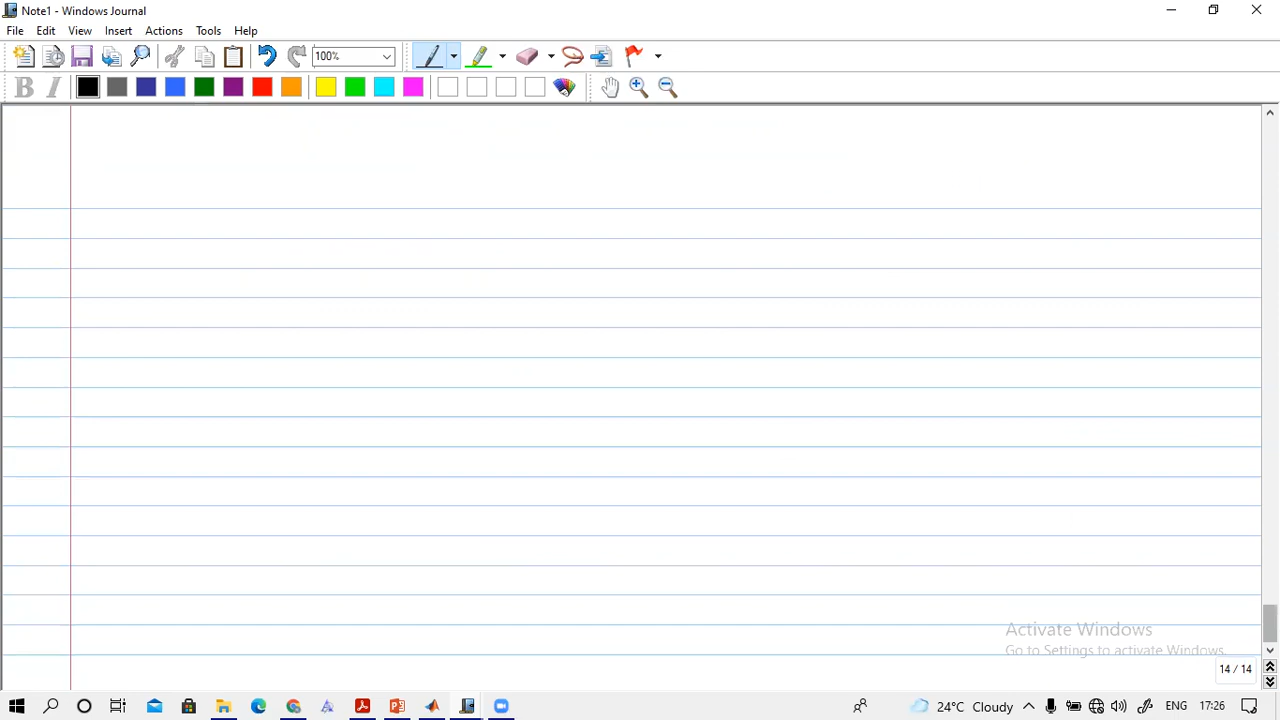 Note1 - Windows Journal
File Edit View Insert Actions Tools Help
100%
B I
Activate Windows
Go to Settings to activate Windows.
14 / 14
24°C Cloudy ENG 17:26